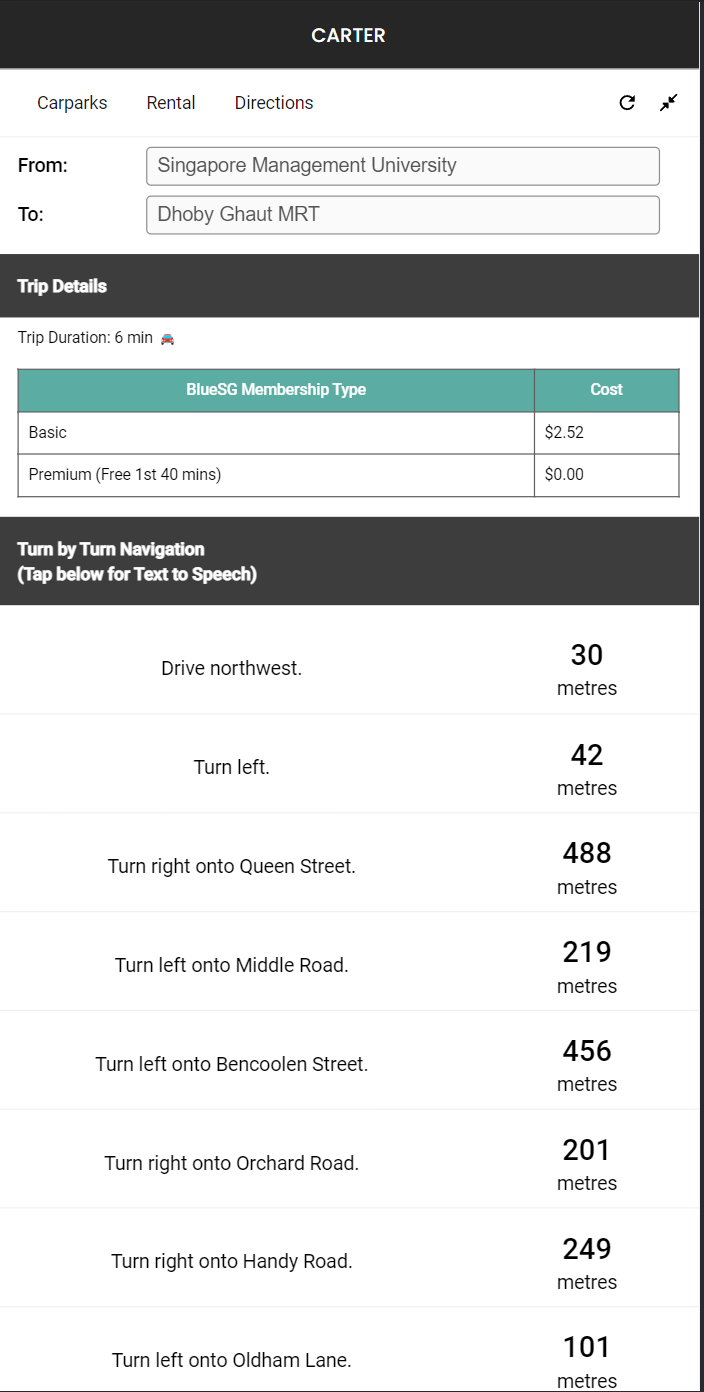 CARTER
Carparks Rental Directions
From: Singapore Management University
To: Dhoby Ghaut MRT
Trip Details
Trip Duration: 6 min
BlueSG Membership Type Cost
Basic $2.52
Premium (Free 1st 40 mins) $0.00
Turn by Turn Navigation
(Tap below for Text to Speech)
Drive northwest. 30 metres
Turn left. 42 metres
Turn right onto Queen Street. 488 metres
Turn left onto Middle Road. 219 metres
Turn left onto Bencoolen Street. 456 metres
Turn right onto Orchard Road. 201 metres
Turn right onto Handy Road. 249 metres
Turn left onto Oldham Lane. 101 metres